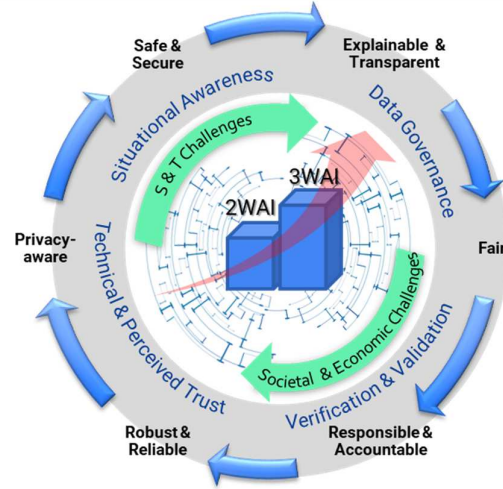 Safe &
Secure
Explainable &
Transparent
Situational Awareness
Data Governance
S & T Challenges
3WAI
2WAI
Privacy-
aware
Fair
Technical & Perceived Trust
Societal & Economic Challenges
Verification & Validation
Robust &
Reliable
Responsible &
Accountable